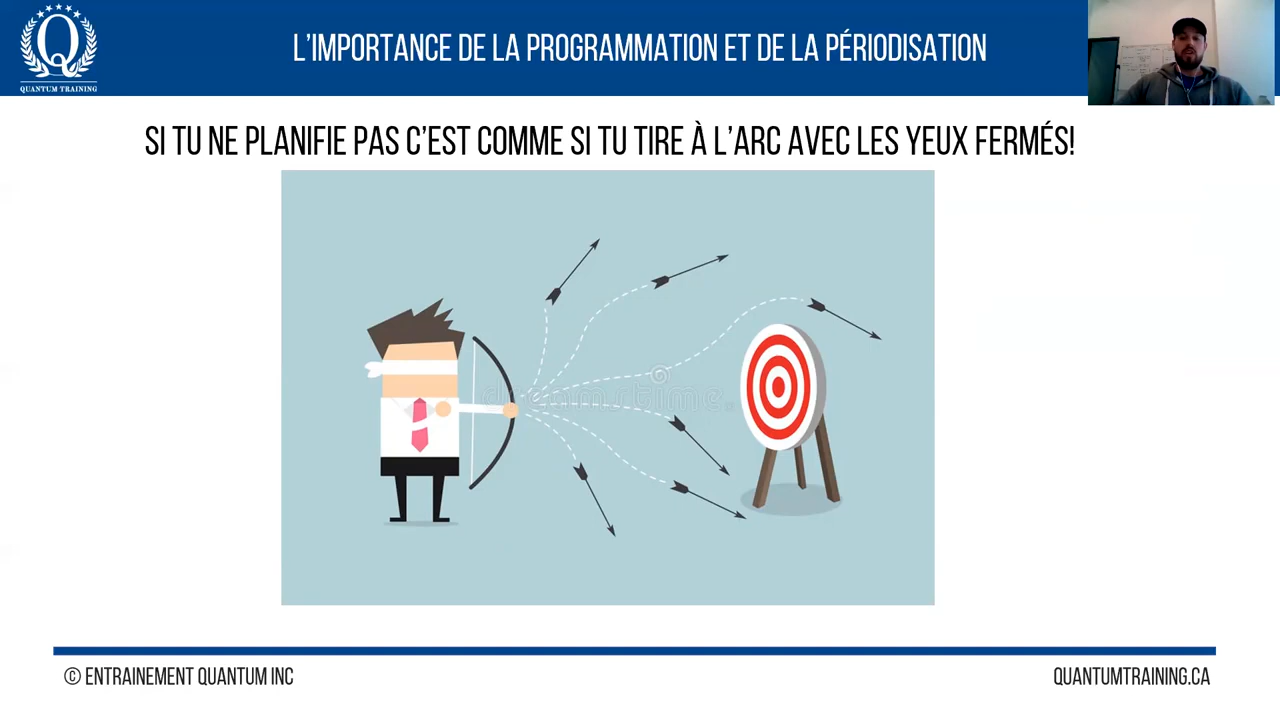 L'IMPORTANCE DE LA PROGRAMMATION ET DE LA PÉRIODISATION
QUANTUM TRAINING
SI TU NE PLANIFIE PAS C'EST COMME SI TU TIRE À L'ARC AVEC LES YEUX FERMÉS!
dreamstime.
© ENTRAINEMENT QUANTUM INC
QUANTUMTRAINING.CA